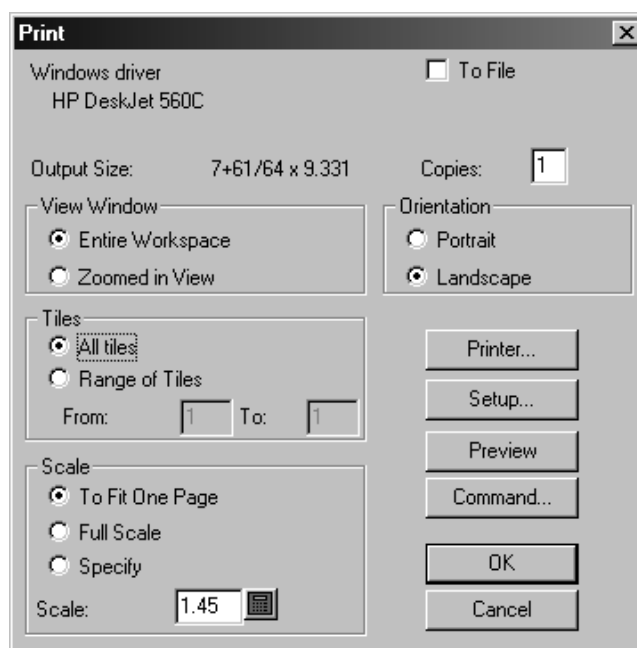 Print
Windows driver
To File
HP DeskJet 560C
Output Size: 7+61/64 x 9.331
Copies: 1
View Window
Entire Workspace
Zoomed in View
Orientation
Portrait
Landscape
Tiles
All tiles
Range of Tiles
From: 1 To: 1
Printer...
Setup...
Preview
Command...
Scale
To Fit One Page
Full Scale
Specify
Scale: 1.45
OK
Cancel